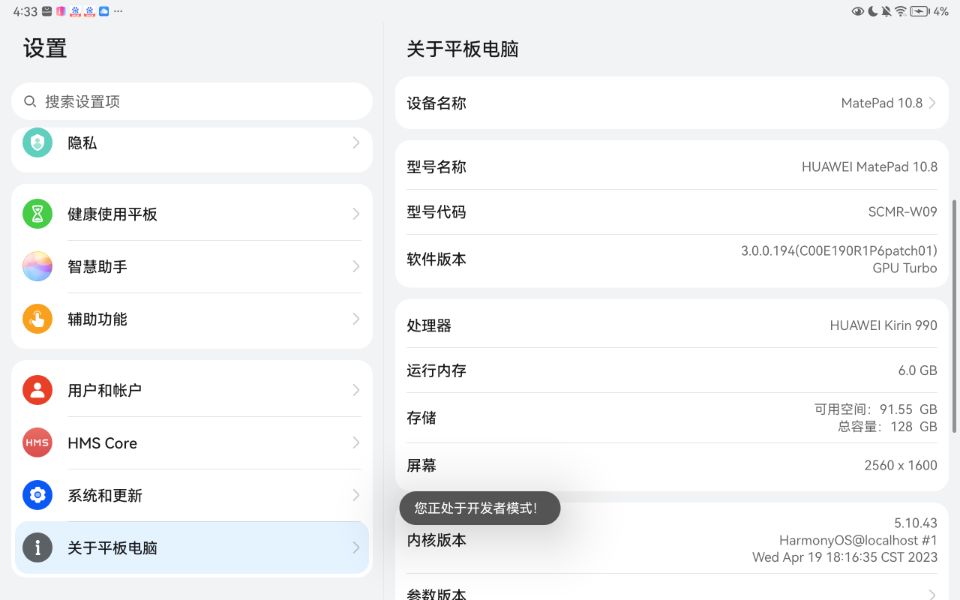 4:33
4%
设置
搜索设置项
隐私
健康使用平板
智慧助手
辅助功能
用户和帐户
HMS
HMS Core
系统和更新
关于平板电脑
关于平板电脑
设备名称
MatePad 10.8
型号名称
HUAWEI MatePad 10.8
型号代码
SCMR-W09
软件版本
3.0.0.194(C00E190R1P6patch01)
GPU Turbo
处理器
HUAWEI Kirin 990
运行内存
6.0 GB
存储
可用空间: 91.55 GB
总容量: 128 GB
屏幕
2560 x 1600
您正处于开发者模式!
内核版本
5.10.43
HarmonyOS@localhost #1
Wed Apr 19 18:16:35 CST 2023
参数版本